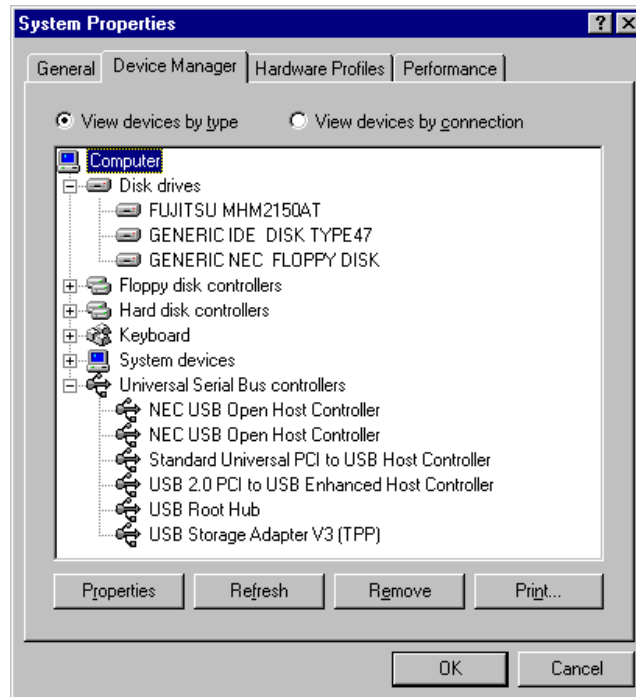 System Properties
General Device Manager Hardware Profiles Performance
View devices by type View devices by connection
Computer
Disk drives
FUJITSU MHM2150AT
GENERIC IDE DISK TYPE47
GENERIC NEC FLOPPY DISK
Floppy disk controllers
Hard disk controllers
Keyboard
System devices
Universal Serial Bus controllers
NEC USB Open Host Controller
NEC USB Open Host Controller
Standard Universal PCI to USB Host Controller
USB 2.0 PCI to USB Enhanced Host Controller
USB Root Hub
USB Storage Adapter V3 (TPP)
Properties Refresh Remove Print...
OK Cancel